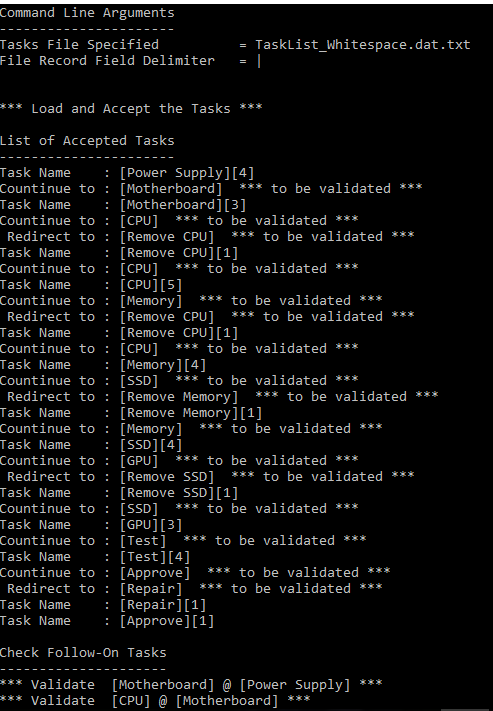 Command Line Arguments
----------------------
Tasks File Specified          = TaskList_Whitespace.dat.txt
File Record Field Delimiter   = |
*** Load and Accept the Tasks ***
List of Accepted Tasks
----------------------
Task Name    : [Power Supply][4]
Countinue to : [Motherboard]  *** to be validated ***
Task Name    : [Motherboard][3]
Countinue to : [CPU]  *** to be validated ***
 Redirect to : [Remove CPU]  *** to be validated ***
Task Name    : [Remove CPU][1]
Countinue to : [CPU]  *** to be validated ***
Task Name    : [CPU][5]
Countinue to : [Memory]  *** to be validated ***
 Redirect to : [Remove CPU]  *** to be validated ***
Task Name    : [Remove CPU][1]
Countinue to : [CPU]  *** to be validated ***
Task Name    : [Memory][4]
Countinue to : [SSD]  *** to be validated ***
 Redirect to : [Remove Memory]  *** to be validated ***
Task Name    : [Remove Memory][1]
Countinue to : [Memory]  *** to be validated ***
Task Name    : [SSD][4]
Countinue to : [GPU]  *** to be validated ***
 Redirect to : [Remove SSD]  *** to be validated ***
Task Name    : [Remove SSD][1]
Countinue to : [SSD]  *** to be validated ***
Task Name    : [GPU][3]
Countinue to : [Test]  *** to be validated ***
Task Name    : [Test][4]
Countinue to : [Approve]  *** to be validated ***
 Redirect to : [Repair]  *** to be validated ***
Task Name    : [Repair][1]
Task Name    : [Approve][1]
Check Follow-On Tasks
---------------------
*** Validate  [Motherboard] @ [Power Supply] ***
*** Validate  [CPU] @ [Motherboard] ***